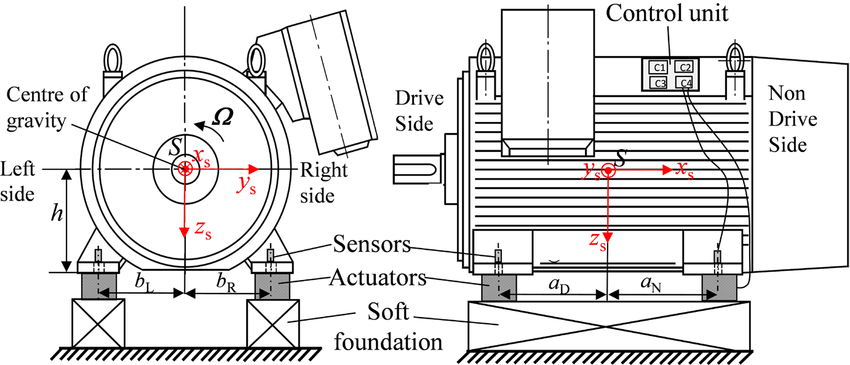 Control unit
C1 C2
C3 C4
Centre of
gravity
Ω
S
x_s
y_s
z_s
Left
side
Right
side
h
b_L
b_R
Sensors
Actuators
Soft
foundation
Drive
Side
Non
Drive
Side
S
y_s
x_s
z_s
a_D
a_N